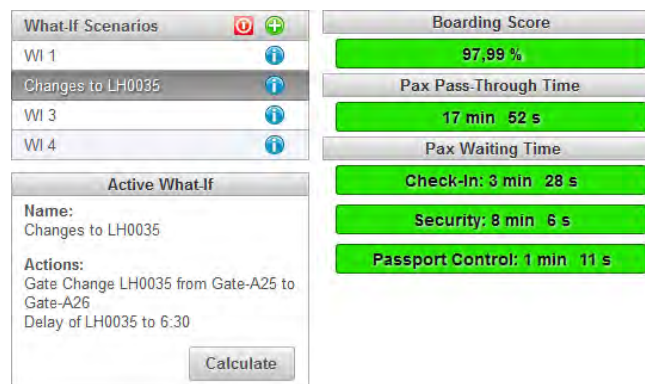 What-If Scenarios
WI 1
Changes to LH0035
WI 3
WI 4
Active What-If
Name:
Changes to LH0035
Actions:
Gate Change LH0035 from Gate-A25 to
Gate-A26
Delay of LH0035 to 6:30
Calculate
Boarding Score
97,99 %
Pax Pass-Through Time
17 min 52 s
Pax Waiting Time
Check-In: 3 min 28 s
Security: 8 min 6 s
Passport Control: 1 min 11 s